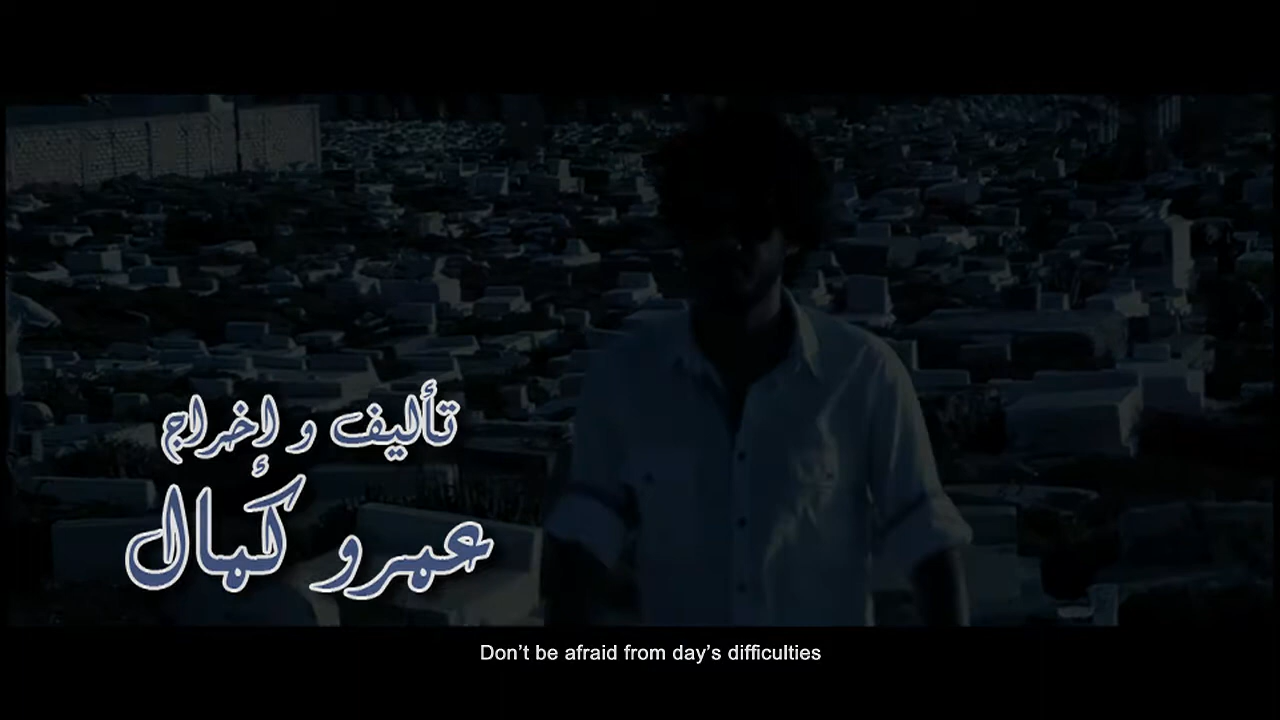 تأليف و إخراج
عمرو كمال
Don't be afraid from day's difficulties